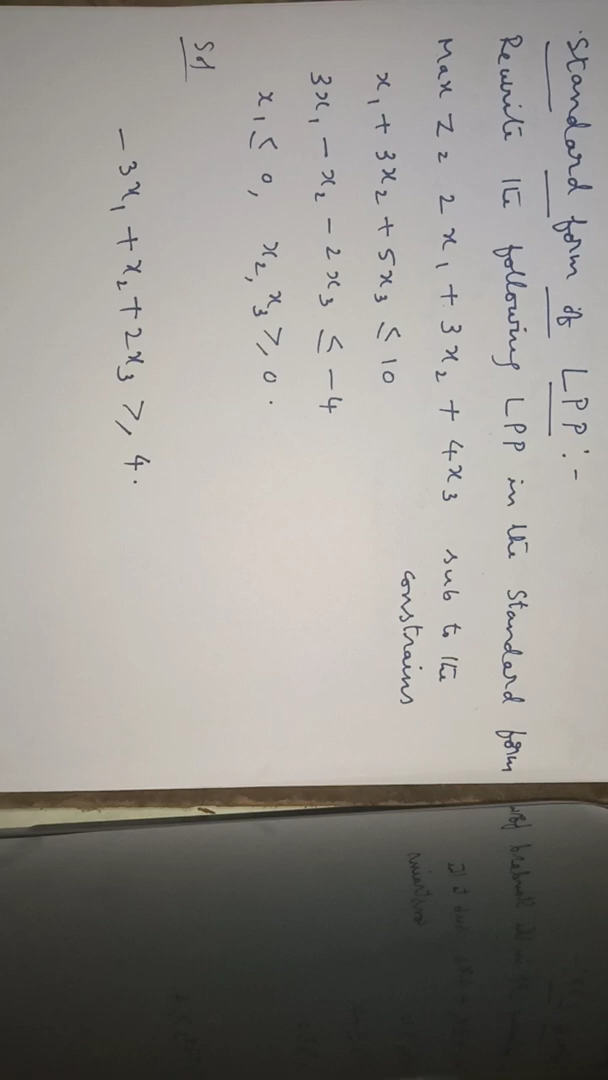 Standard form of LPP:-
Rewrite the following LPP in the Standard form
Max Z = 2x₁ + 3x₂ + 4x₃ sub to the
constrains
x₁ + 3x₂ + 5x₃ ≤ 10
3x₁ - x₂ - 2x₃ ≤ -4
x₁ ≤ 0, x₂, x₃ ≥ 0.
Sol
-3x₁ + x₂ + 2x₃ ≥ 4.